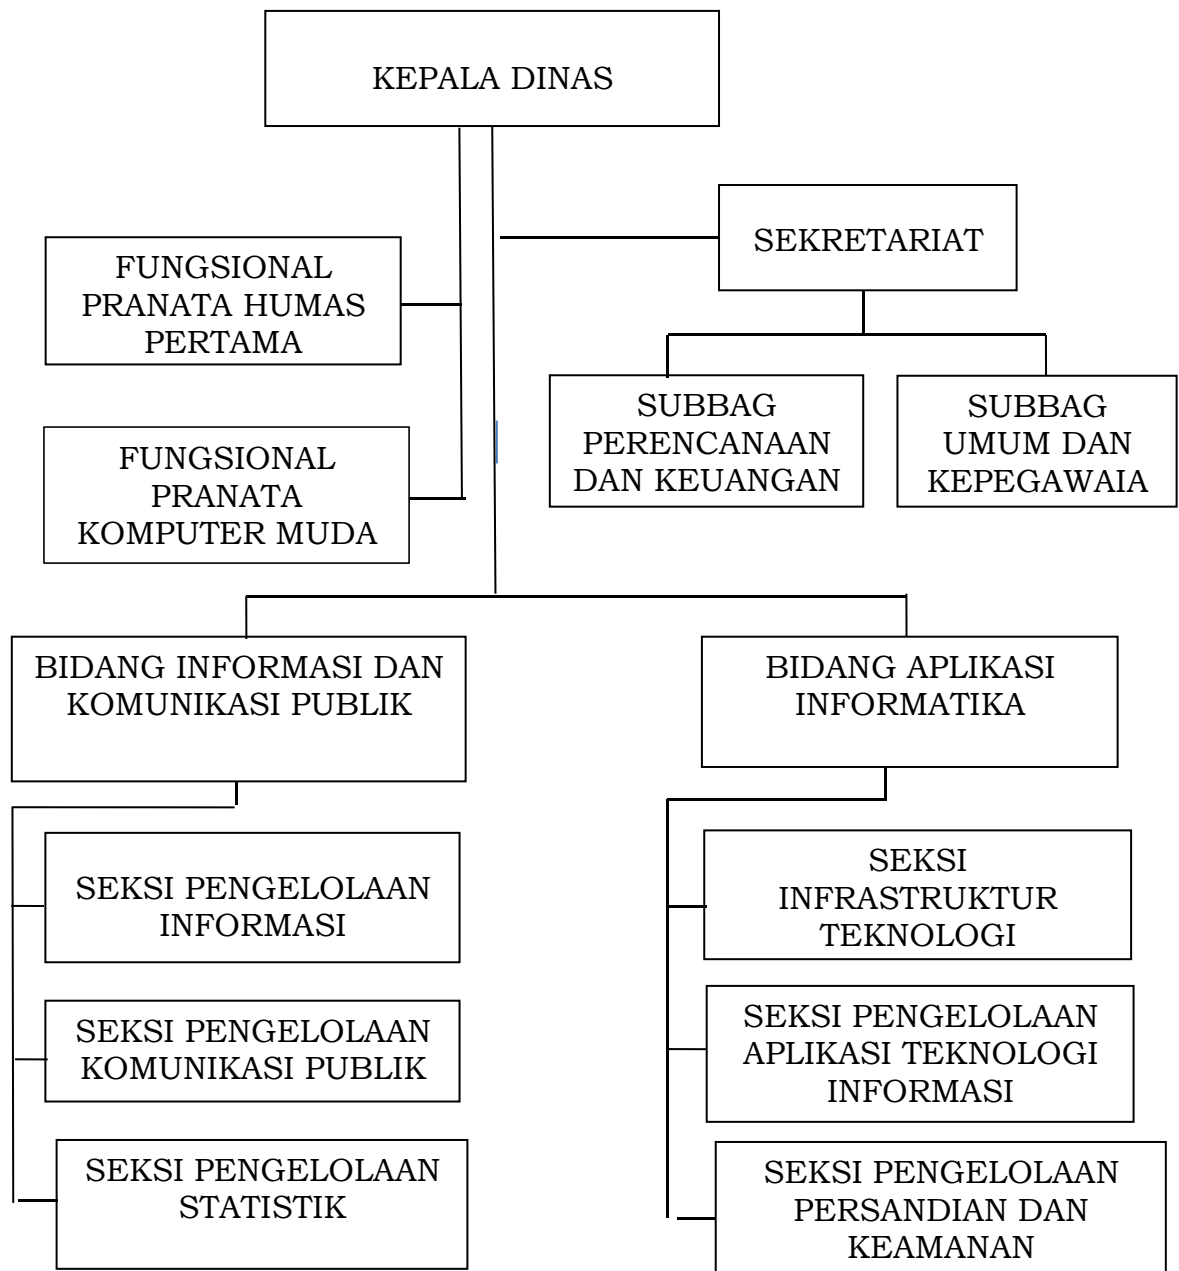 KEPALA DINAS
SEKRETARIAT
FUNGSIONAL
PRANATA HUMAS
PERTAMA
SUBBAG
PERENCANAAN
DAN KEUANGAN
SUBBAG
UMUM DAN
KEPEGAWAIA
FUNGSIONAL
PRANATA
KOMPUTER MUDA
BIDANG INFORMASI DAN
KOMUNIKASI PUBLIK
BIDANG APLIKASI
INFORMATIKA
SEKSI PENGELOLAAN
INFORMASI
SEKSI PENGELOLAAN
KOMUNIKASI PUBLIK
SEKSI PENGELOLAAN
STATISTIK
SEKSI
INFRASTRUKTUR
TEKNOLOGI
SEKSI PENGELOLAAN
APLIKASI TEKNOLOGI
INFORMASI
SEKSI PENGELOLAAN
PERSANDIAN DAN
KEAMANAN